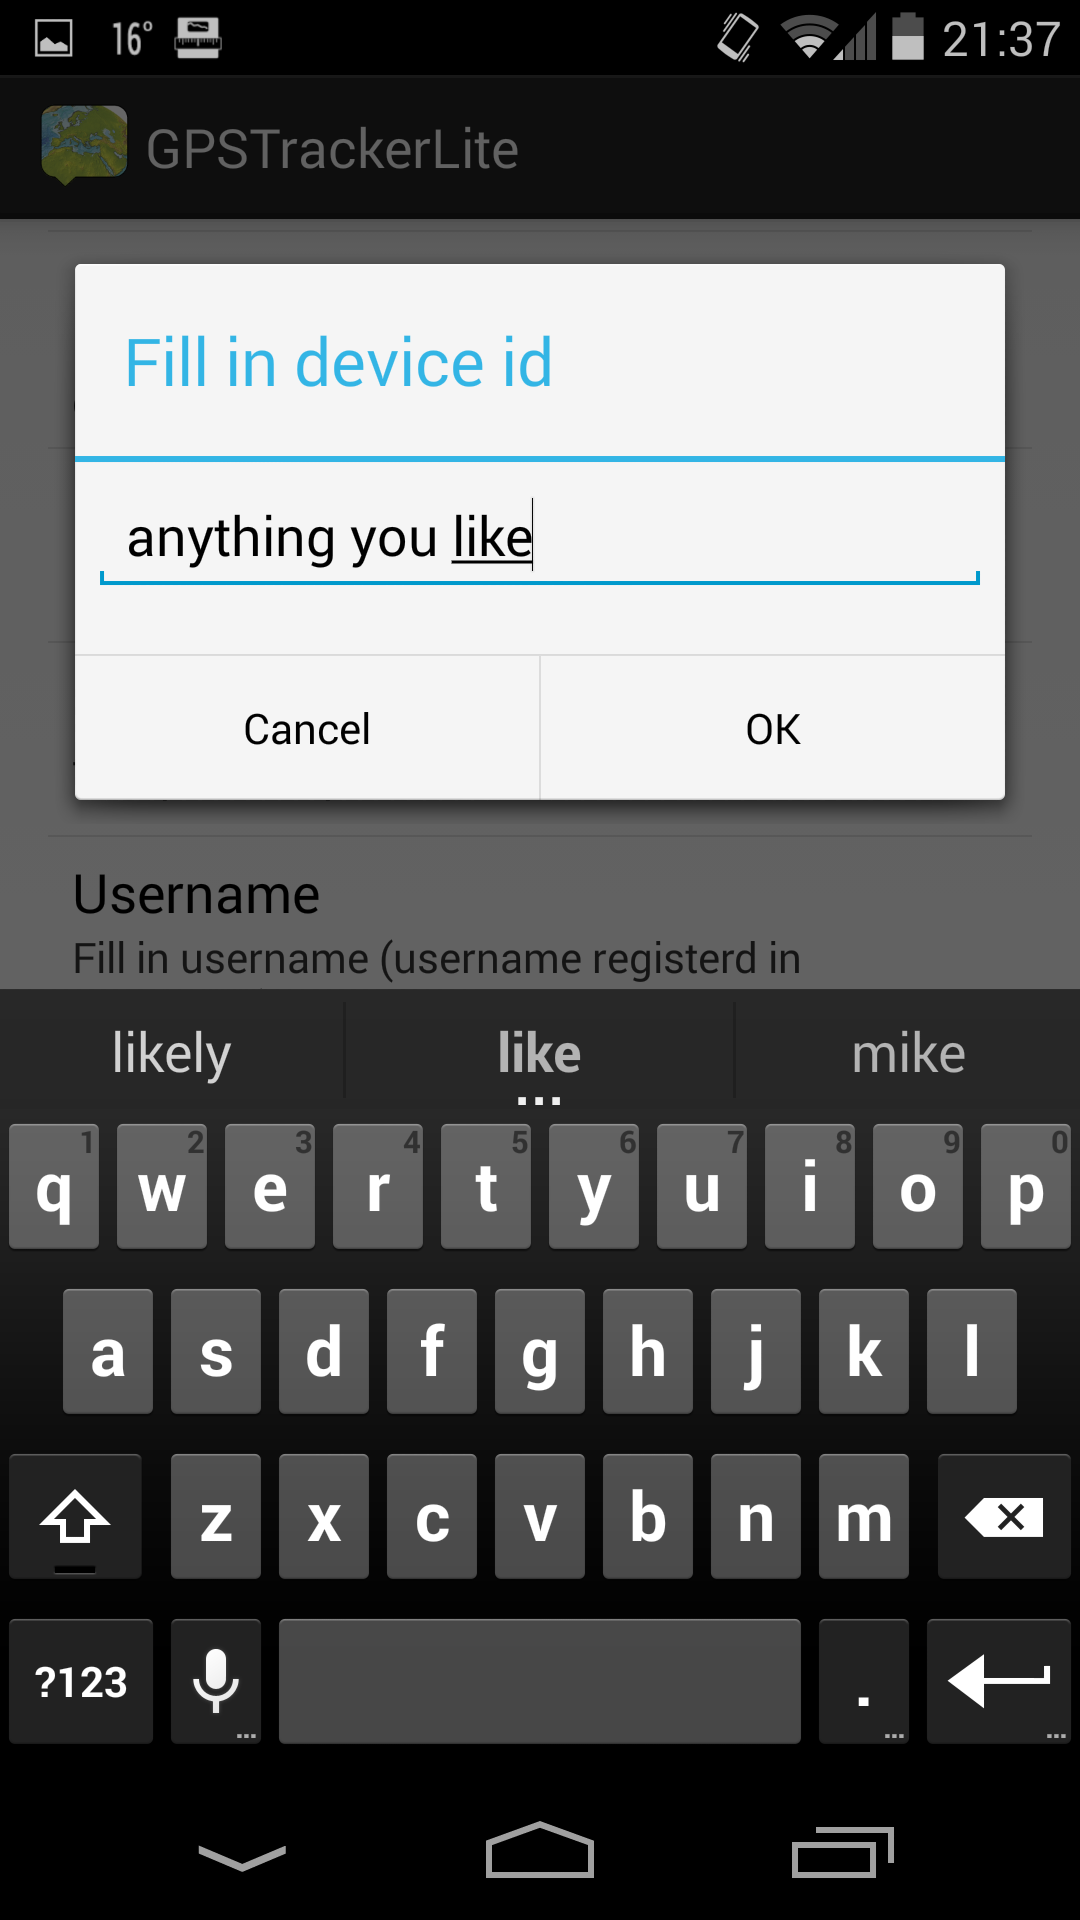 16° 21:37
GPSTrackerLite
Fill in device id
anything you like
Cancel OK
Username
Fill in username (username registerd in
likely like mike
1 2 3 4 5 6 7 8 9 0
q w e r t y u i o p
a s d f g h j k l
z x c v b n m
?123 .